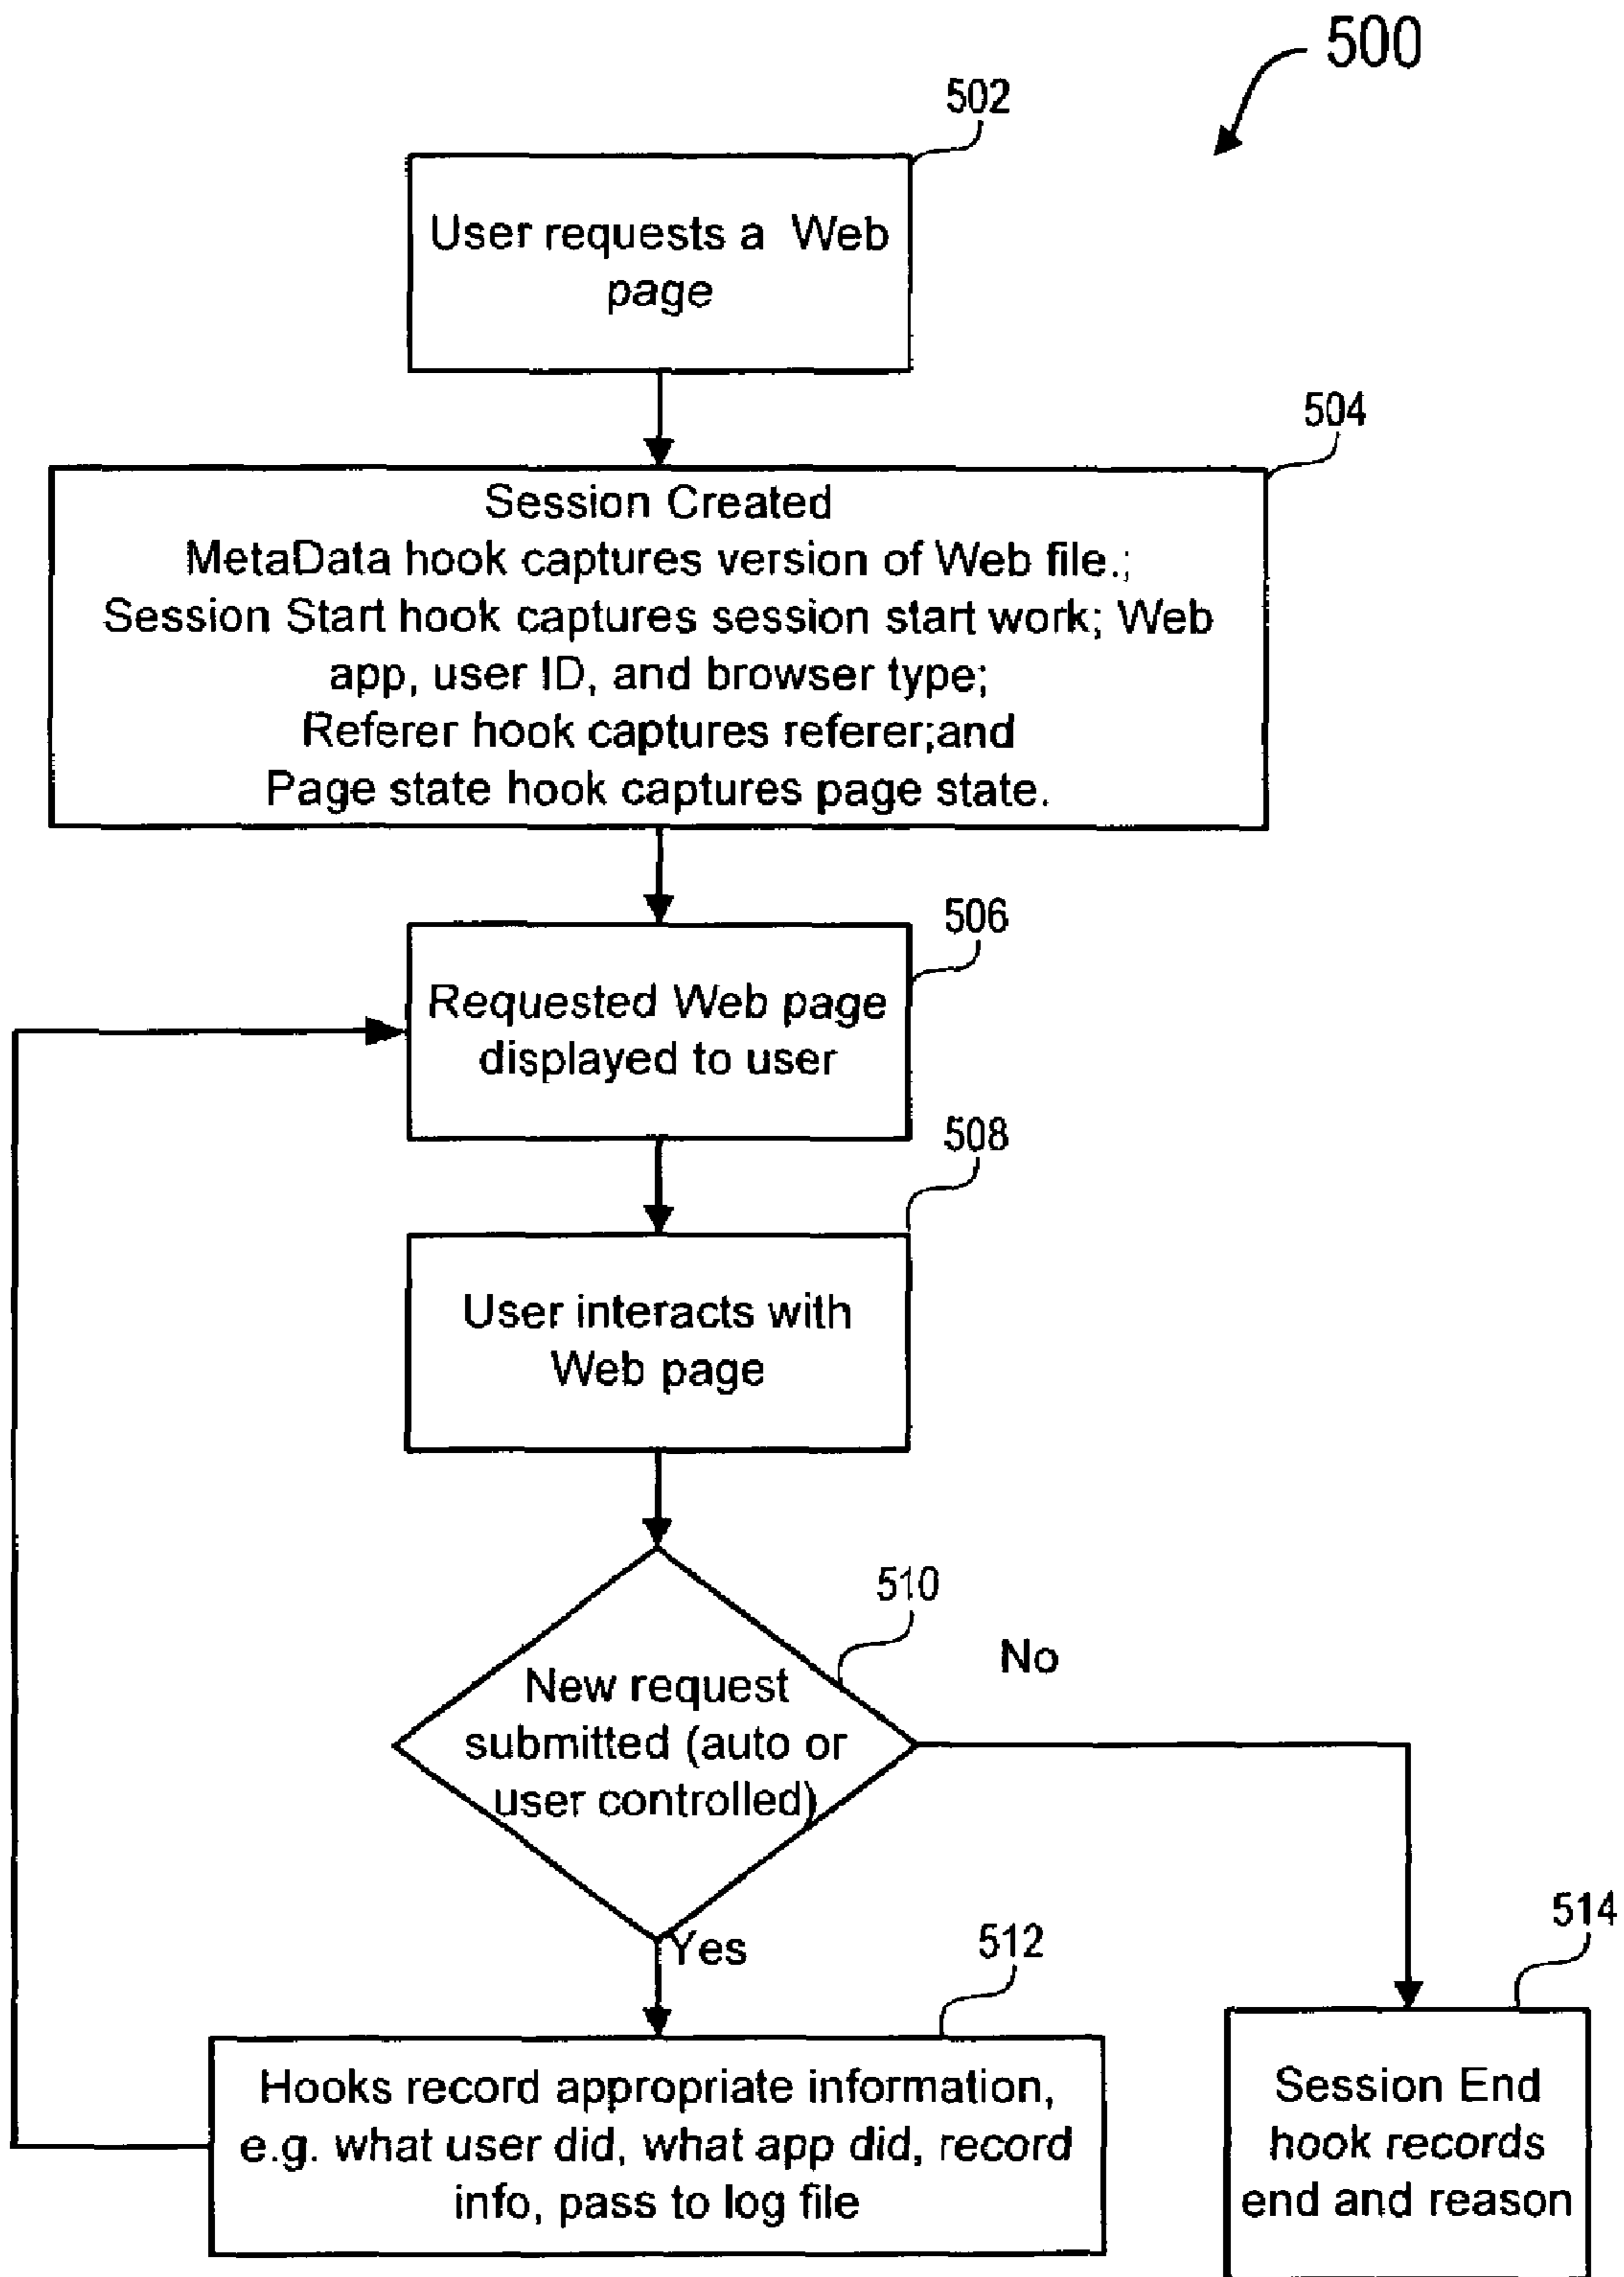 500
502
User requests a Web
page
504
Session Created
MetaData hook captures version of Web file.;
Session Start hook captures session start work; Web
app, user ID, and browser type;
Referer hook captures referer;and
Page state hook captures page state.
506
Requested Web page
displayed to user
508
User interacts with
Web page
510
New request
submitted (auto or
user controlled)
No
Yes
512
Hooks record appropriate information,
e.g. what user did, what app did, record
info, pass to log file
514
Session End
hook records
end and reason